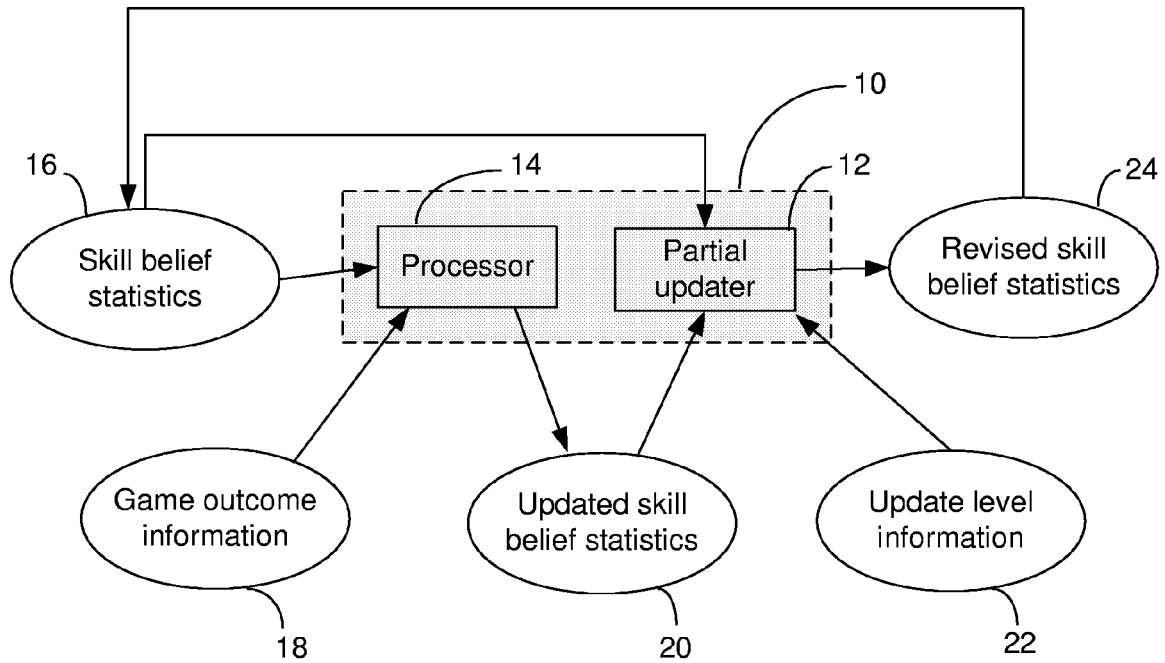 10
16
14
12
24
Skill belief
statistics
Processor
Partial
updater
Revised skill
belief statistics
Game outcome
information
Updated skill
belief statistics
Update level
information
18
20
22